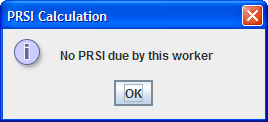 PRSI Calculation
No PRSI due by this worker
OK